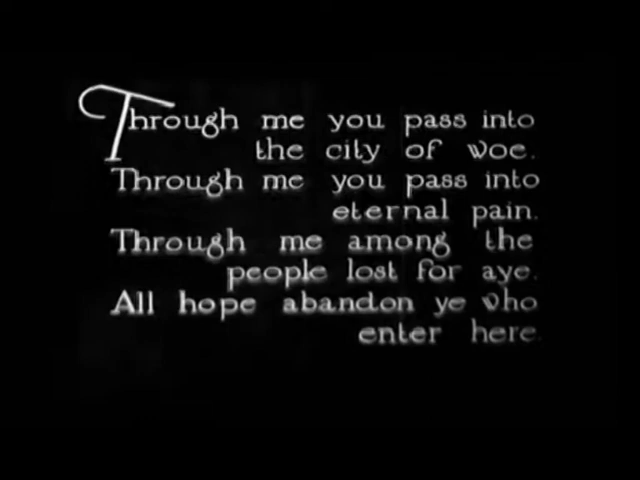 Through me you pass into
the city of woe.
Through me you pass into
eternal pain.
Through me among the
people lost for aye.
All hope abandon ye who
enter here.